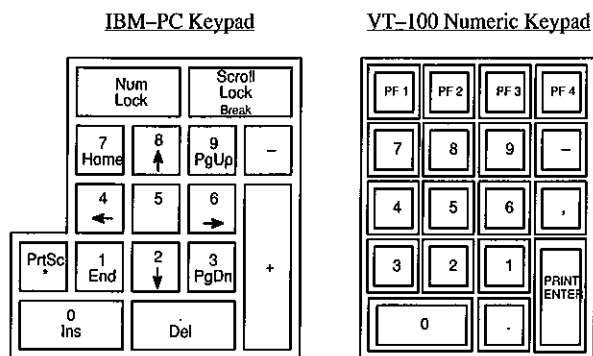 IBM–PC Keypad
Num
Lock
Scroll
Lock
Break
7
Home
8
↑
9
PgUp
–
4
←
5
6
→
PrtSc
*
1
End
2
↓
3
PgDn
+
0
Ins
.
Del
VT–100 Numeric Keypad
PF 1
PF 2
PF 3
PF 4
7
8
9
–
4
5
6
,
3
2
1
PRINT
ENTER
0
.